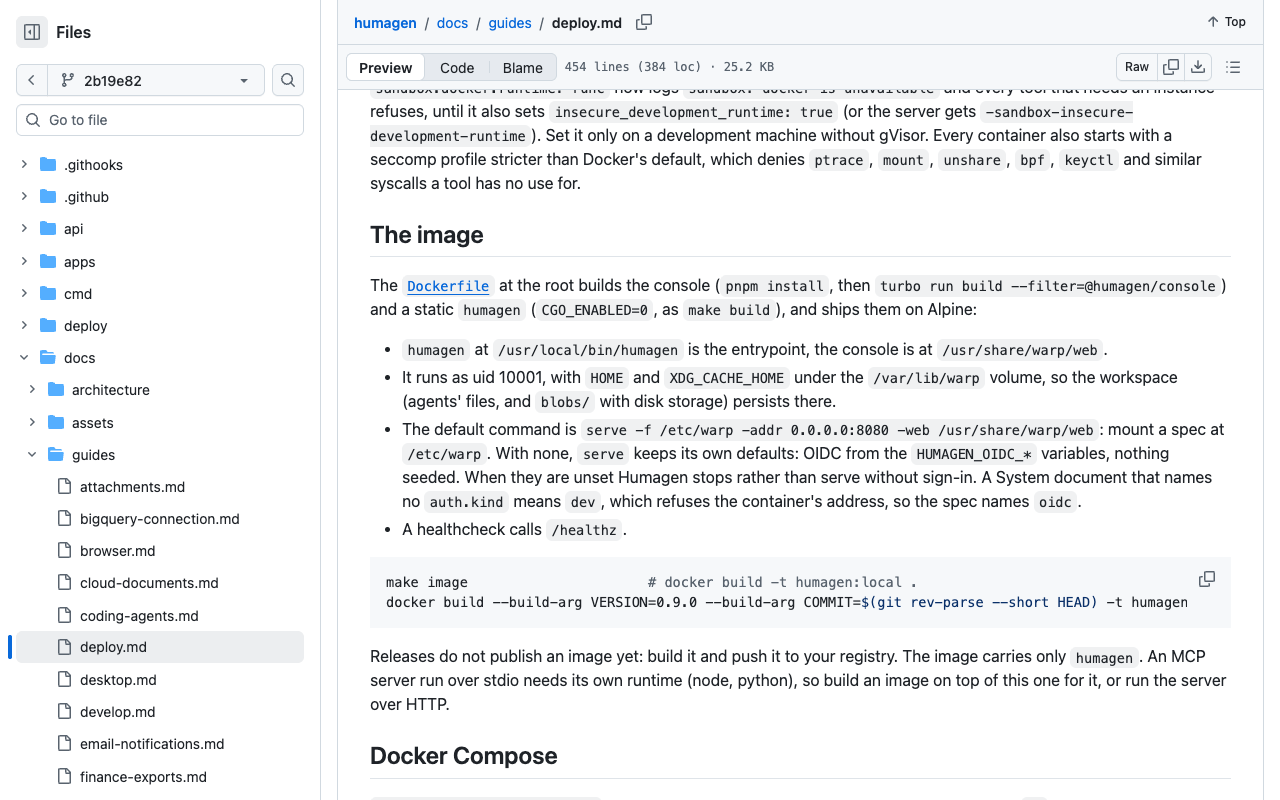 Files
2b19e82
Go to file
.githooks
.github
api
apps
cmd
deploy
docs
architecture
assets
guides
attachments.md
bigquery-connection.md
browser.md
cloud-documents.md
coding-agents.md
deploy.md
desktop.md
develop.md
email-notifications.md
finance-exports.md
humagen / docs / guides / deploy.md
Top
Preview Code Blame 454 lines (384 loc) · 25.2 KB
Raw
sandbox.docker.runtime: runc now logs sandbox: docker is unavailable and every tool that needs an instance
refuses, until it also sets insecure_development_runtime: true (or the server gets -sandbox-insecure-
development-runtime ). Set it only on a development machine without gVisor. Every container also starts with a
seccomp profile stricter than Docker's default, which denies ptrace , mount , unshare , bpf , keyctl and similar
syscalls a tool has no use for.
The image
The Dockerfile at the root builds the console ( pnpm install , then turbo run build --filter=@humagen/console )
and a static humagen ( CGO_ENABLED=0 , as make build ), and ships them on Alpine:
• humagen at /usr/local/bin/humagen is the entrypoint, the console is at /usr/share/warp/web .
• It runs as uid 10001, with HOME and XDG_CACHE_HOME under the /var/lib/warp volume, so the workspace
(agents' files, and blobs/ with disk storage) persists there.
• The default command is serve -f /etc/warp -addr 0.0.0.0:8080 -web /usr/share/warp/web : mount a spec at
/etc/warp . With none, serve keeps its own defaults: OIDC from the HUMAGEN_OIDC_* variables, nothing
seeded. When they are unset Humagen stops rather than serve without sign-in. A System document that names
no auth.kind means dev , which refuses the container's address, so the spec names oidc .
• A healthcheck calls /healthz .
make image # docker build -t humagen:local .
docker build --build-arg VERSION=0.9.0 --build-arg COMMIT=$(git rev-parse --short HEAD) -t humagen
Releases do not publish an image yet: build it and push it to your registry. The image carries only humagen . An MCP
server run over stdio needs its own runtime (node, python), so build an image on top of this one for it, or run the server
over HTTP.
Docker Compose